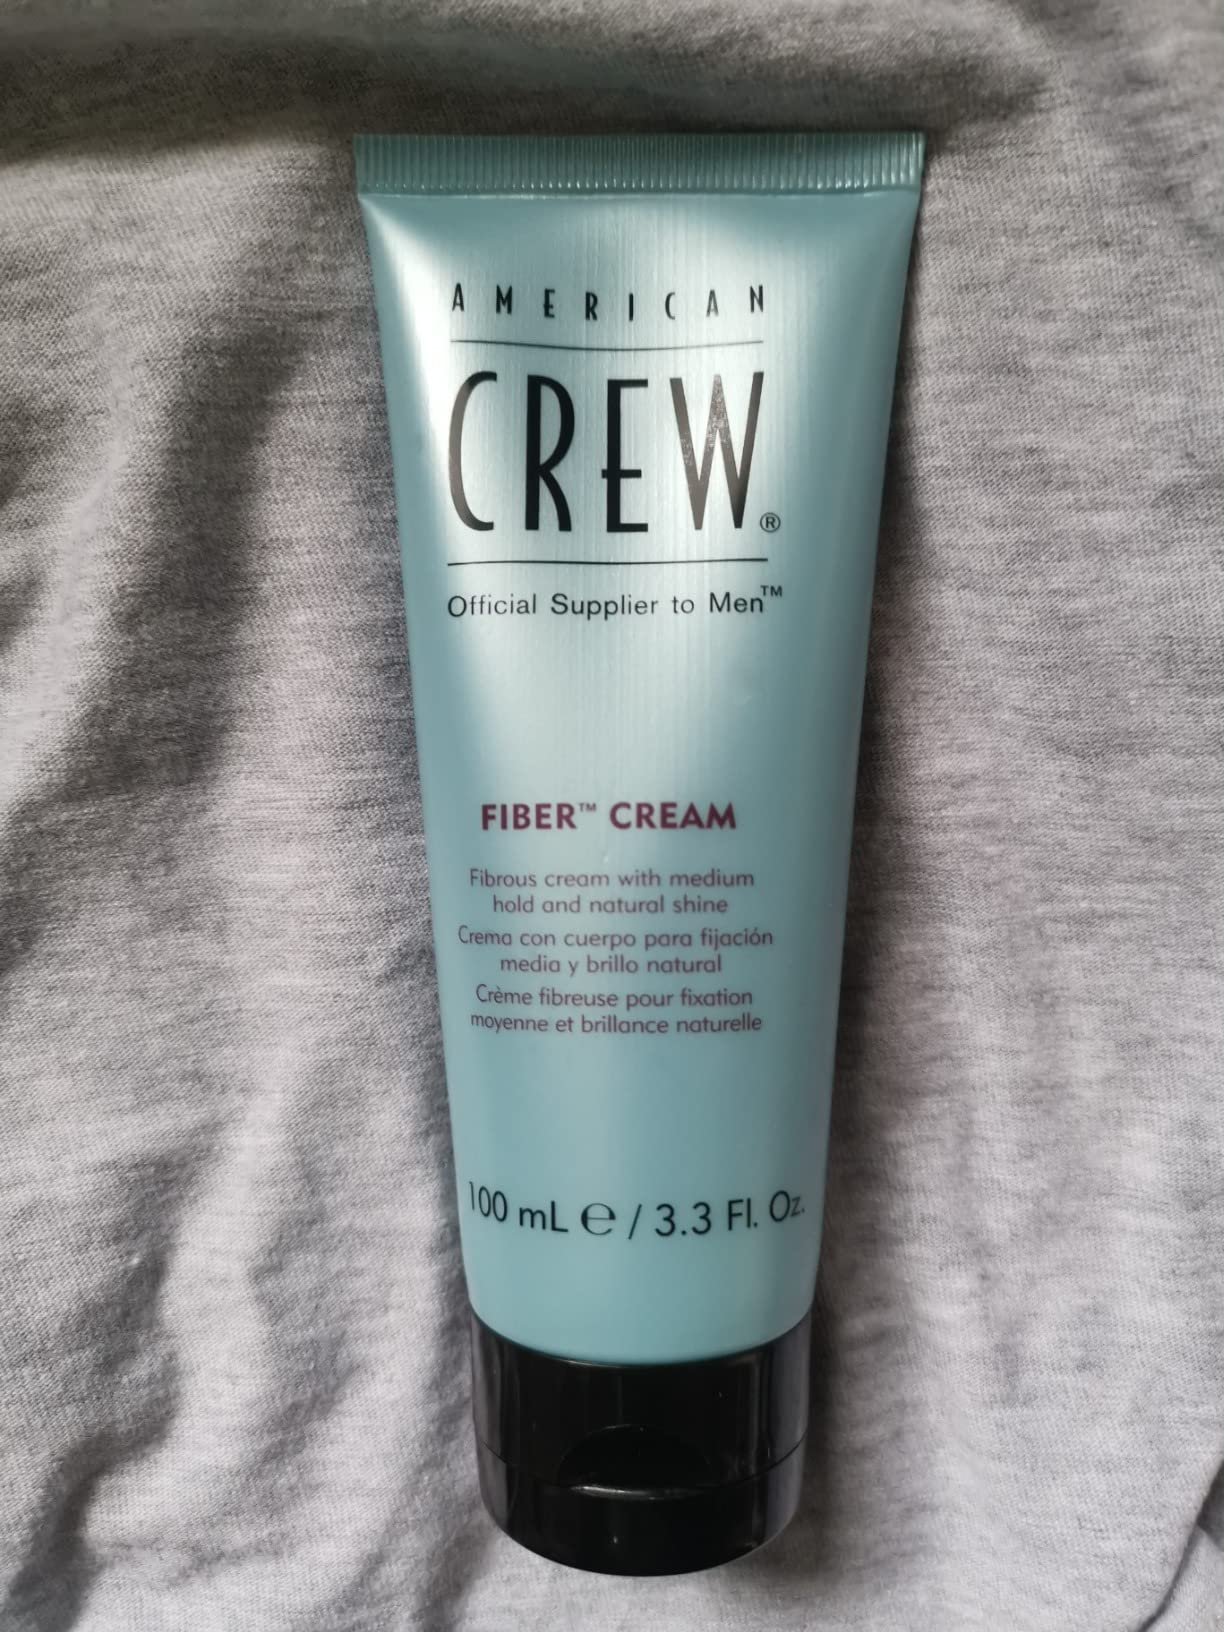 AMERICAN
CREW®
Official Supplier to Men™
FIBER™ CREAM
Fibrous cream with medium
hold and natural shine
Crema con cuerpo para fijación
media y brillo natural
Crème fibreuse pour fixation
moyenne et brillance naturelle
100 mL ℮ / 3.3 Fl. Oz.